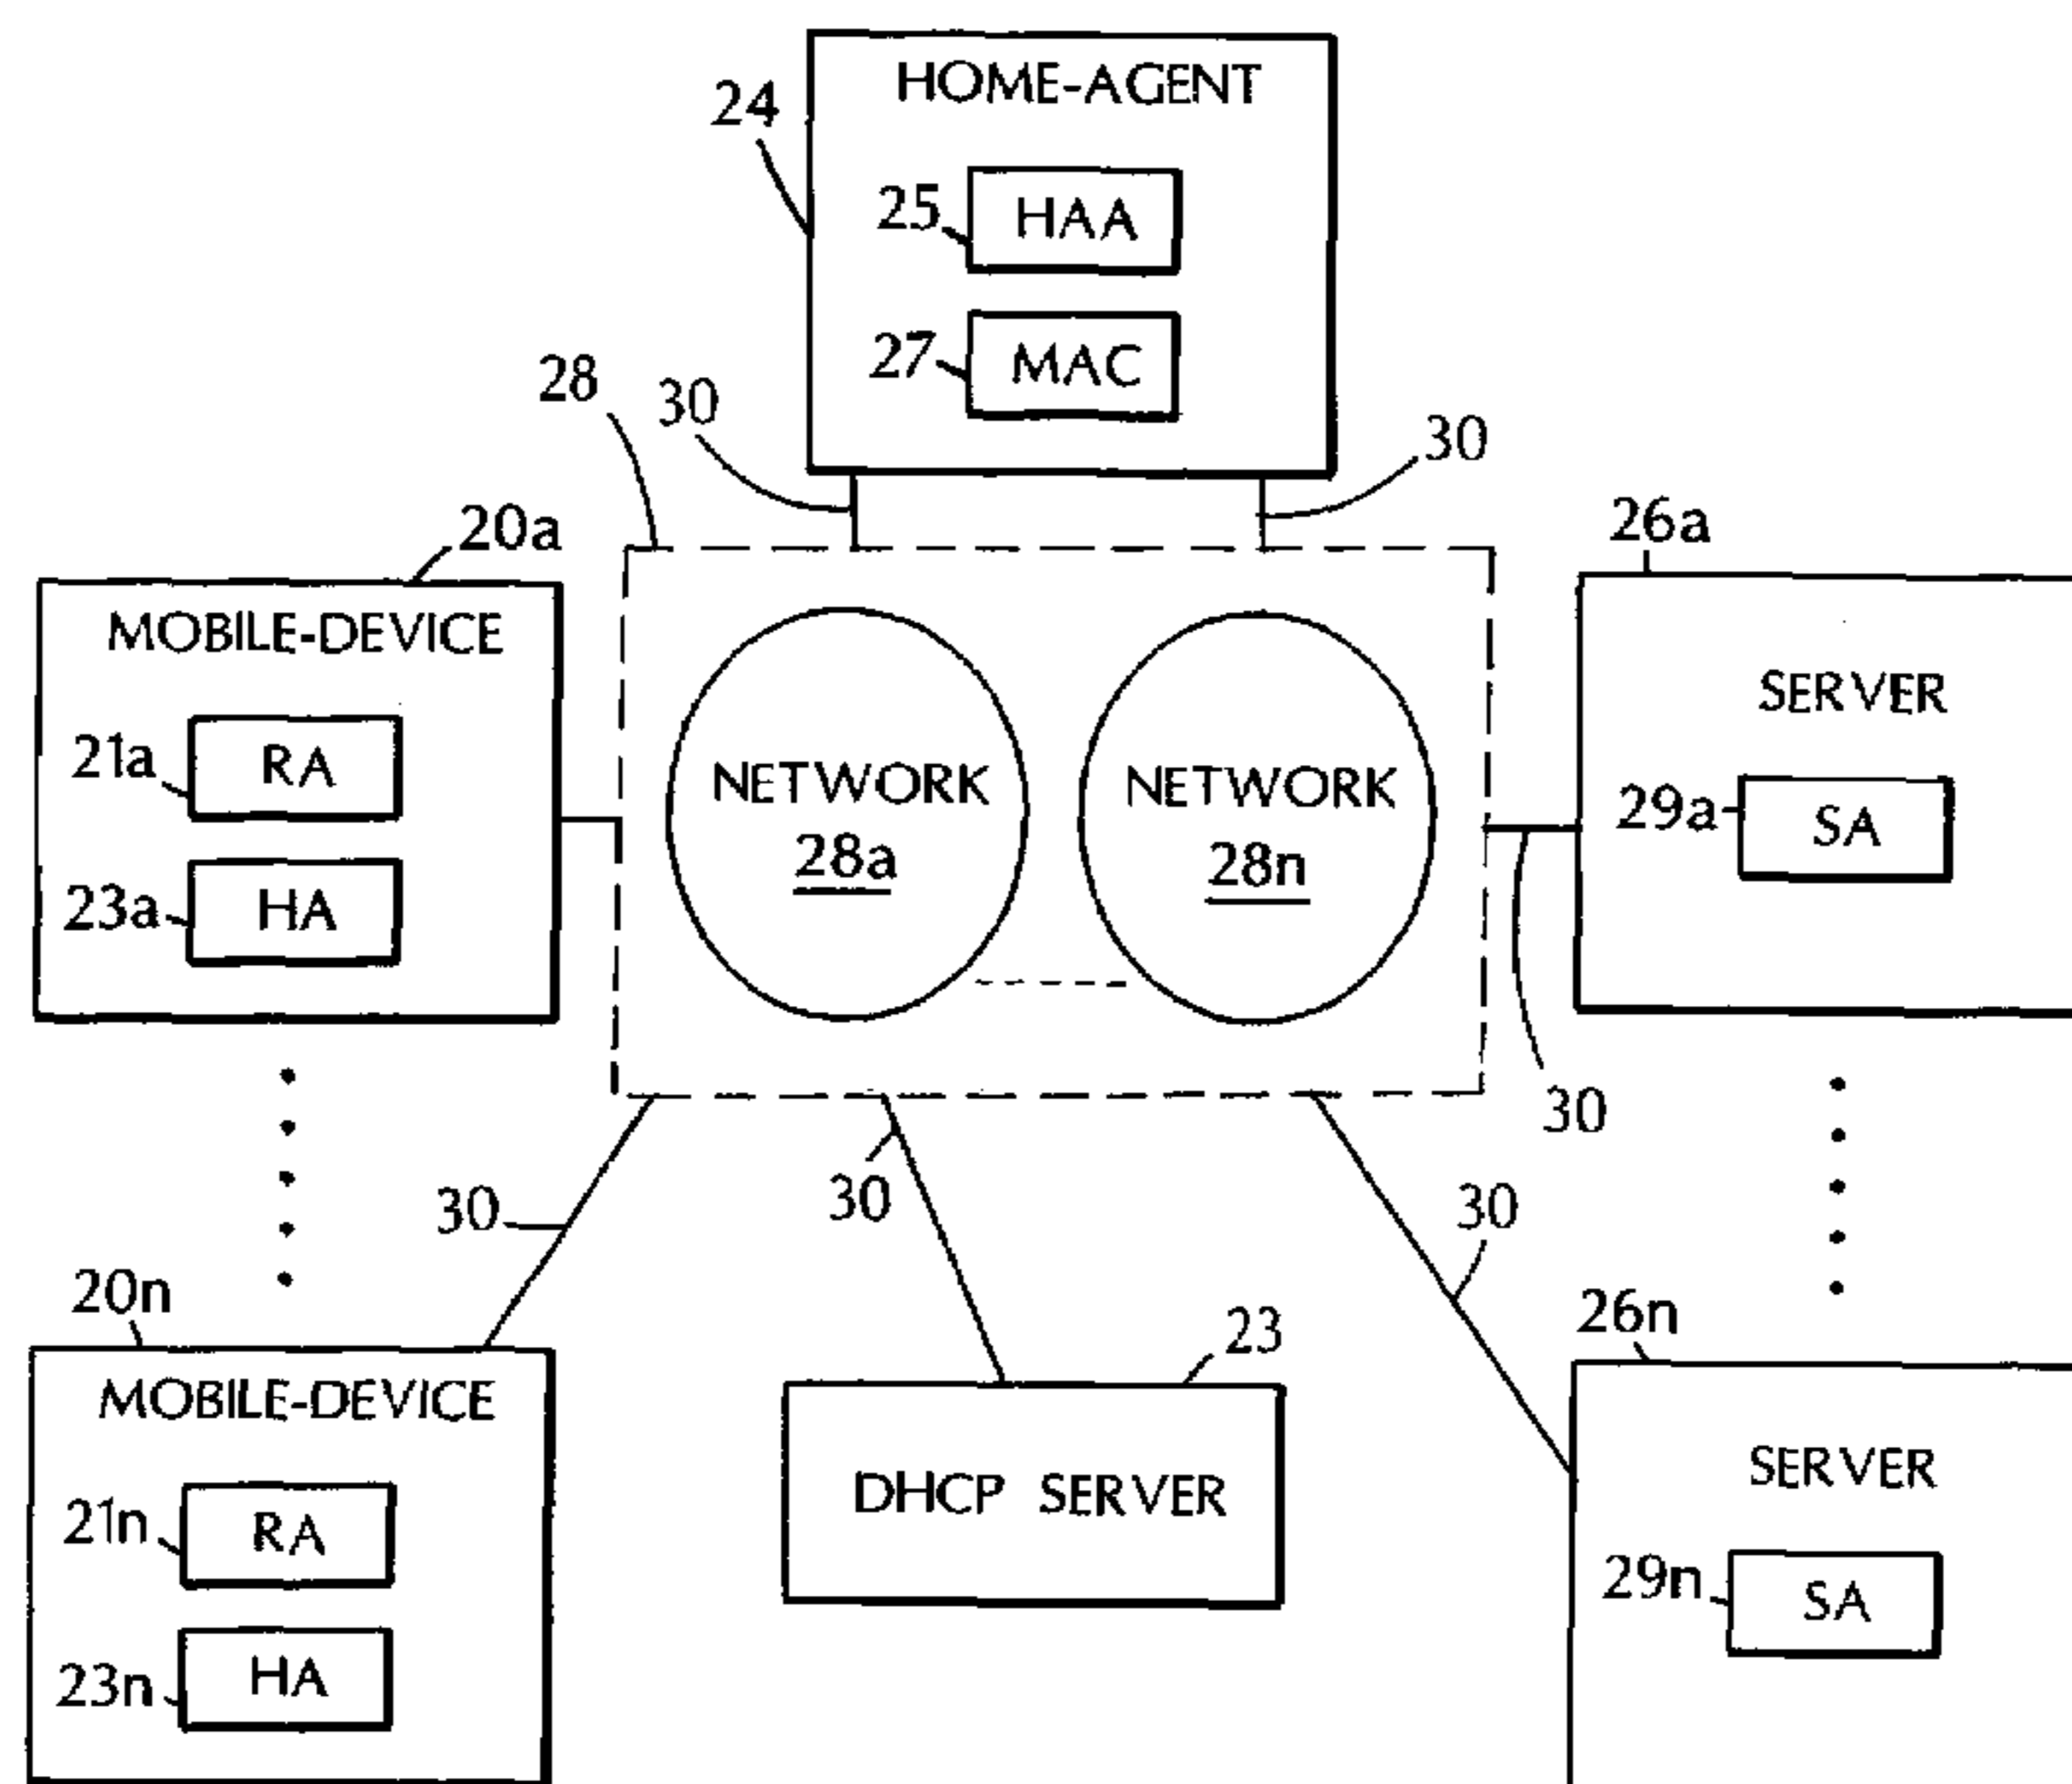 HOME-AGENT
24
25
HAA
27
MAC
28
30
30
20a
MOBILE-DEVICE
21a
RA
23a
HA
NETWORK
28a
NETWORK
28n
26a
SERVER
29a
SA
30
30
30
30
20n
MOBILE-DEVICE
21n
RA
23n
HA
23
DHCP SERVER
26n
SERVER
29n
SA